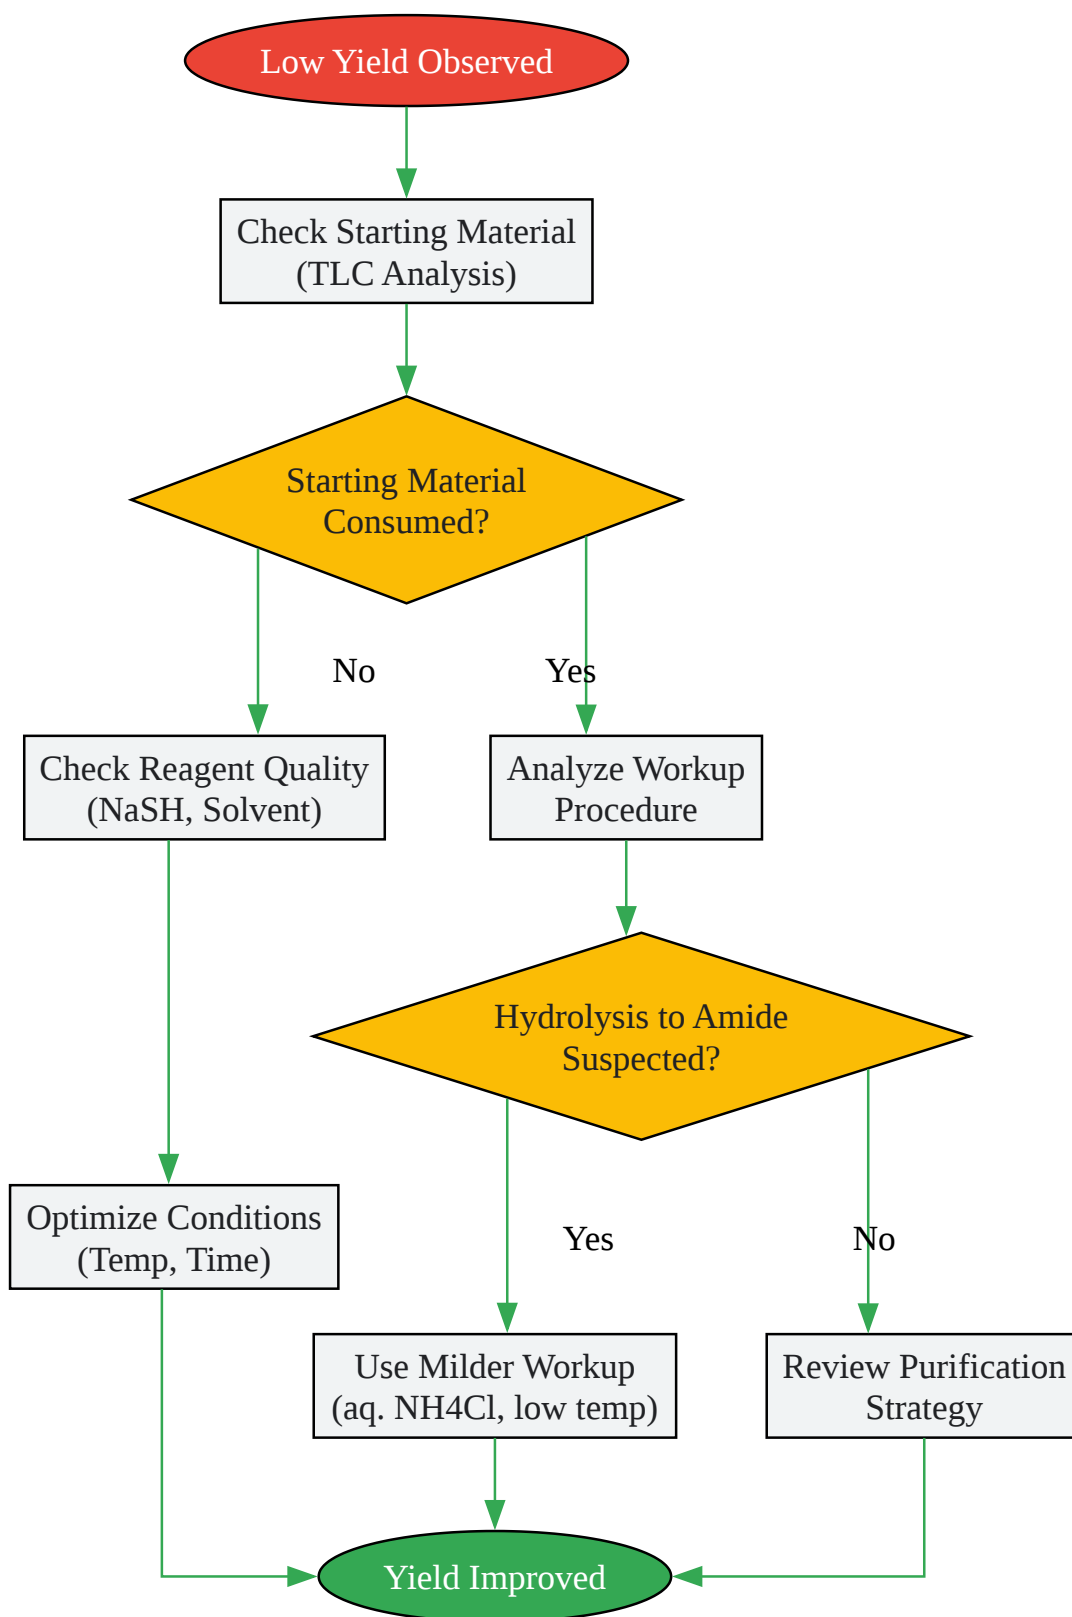 Low Yield Observed
Check Starting Material
(TLC Analysis)
Starting Material
Consumed?
No
Yes
Check Reagent Quality
(NaSH, Solvent)
Analyze Workup
Procedure
Hydrolysis to Amide
Suspected?
Optimize Conditions
(Temp, Time)
Yes
No
Use Milder Workup
(aq. NH4Cl, low temp)
Review Purification
Strategy
Yield Improved